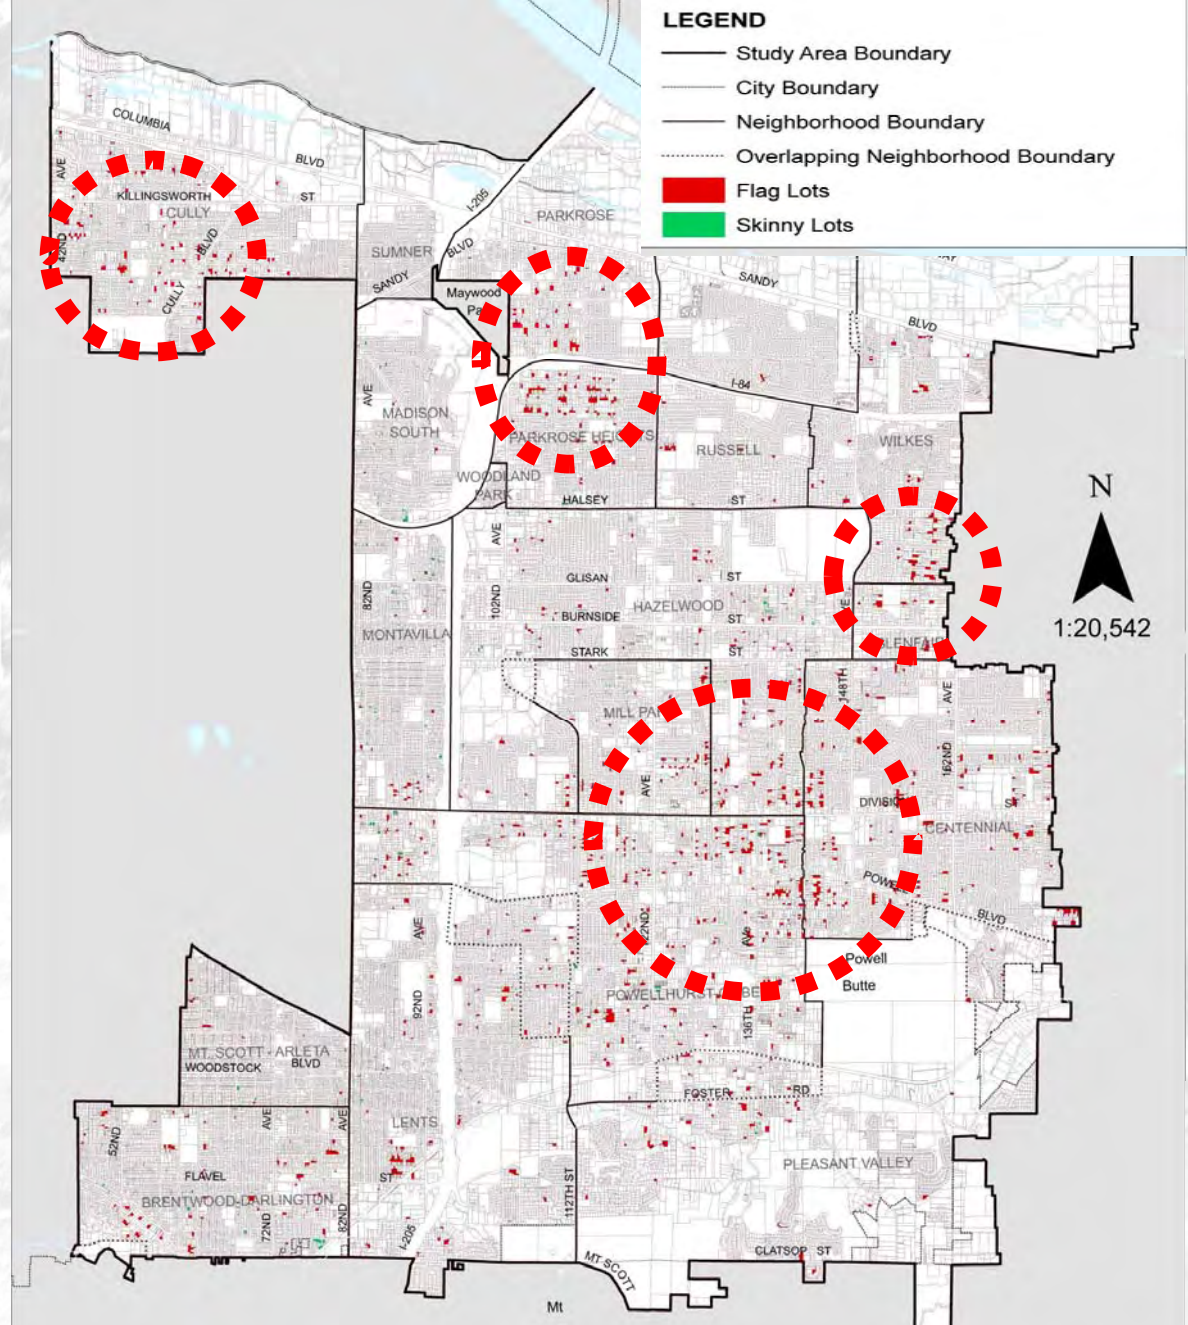 LEGEND
Study Area Boundary
City Boundary
Neighborhood Boundary
Overlapping Neighborhood Boundary
Flag Lots
Skinny Lots
COLUMBIA
BLVD
AVE
KILLINGSWORTH
ST
CULLY
BLVD
42ND
CULLY
I-205
PARKROSE
SUMNER
BLVD
SANDY
Maywood
SANDY
BLVD
I-84
AVE
MADISON
SOUTH
PARKROSE HEIGHTS
RUSSELL
WILKES
WOODLAND
PARK
HALSEY
ST
N
1:20,542
AVE
GLISAN
ST
82ND
102ND
BURNSIDE
HAZELWOOD
ST
MONTAVILLA
STARK
ST
148TH
AVE
MILL
162ND
AVE
ST
CENTENNIAL
BLVD
AVE
AVE
Powell
Butte
92ND
136TH
MT. SCOTT - ARLETA
WOODSTOCK
BLVD
FOSTER
RD
52ND
AVE
AVE
LENTS
FLAVEL
ST
PLEASANT VALLEY
BRENTWOOD-DARLINGTON
72ND
82ND
112TH ST
I-205
CLATSOP ST
MT SCOTT
Mt